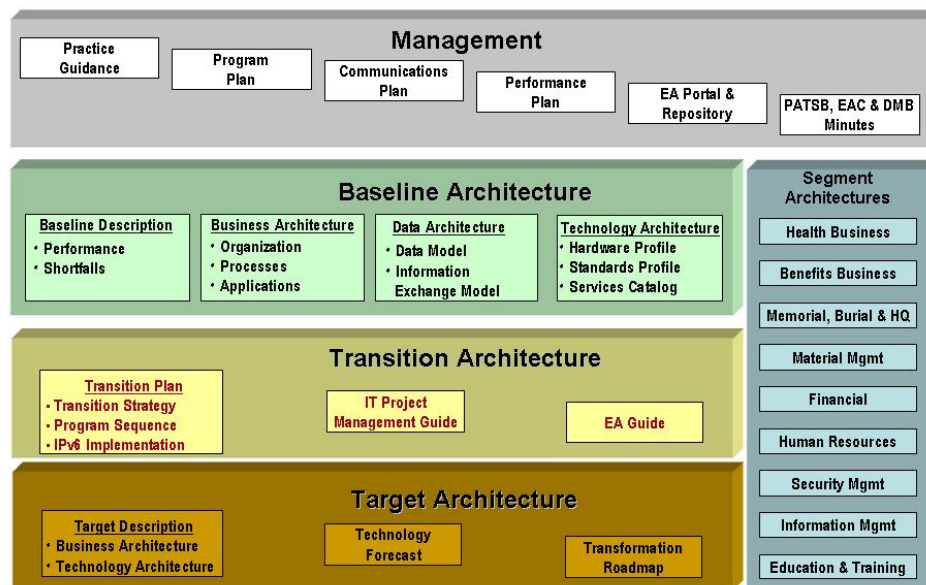 Management
Practice
Guidance
Program
Plan
Communications
Plan
Performance
Plan
EA Portal &
Repository
PATSB, EAC & DMB
Minutes
Baseline Architecture
Baseline Description
• Performance
• Shortfalls
Business Architecture
• Organization
• Processes
• Applications
Data Architecture
• Data Model
• Information
Exchange Model
Technology Architecture
• Hardware Profile
• Standards Profile
• Services Catalog
Transition Architecture
Transition Plan
• Transition Strategy
• Program Sequence
• IPv6 Implementation
IT Project
Management Guide
EA Guide
Target Architecture
Target Description
• Business Architecture
• Technology Architecture
Technology
Forecast
Transformation
Roadmap
Segment
Architectures
Health Business
Benefits Business
Memorial, Burial & HQ
Material Mgmt
Financial
Human Resources
Security Mgmt
Information Mgmt
Education & Training